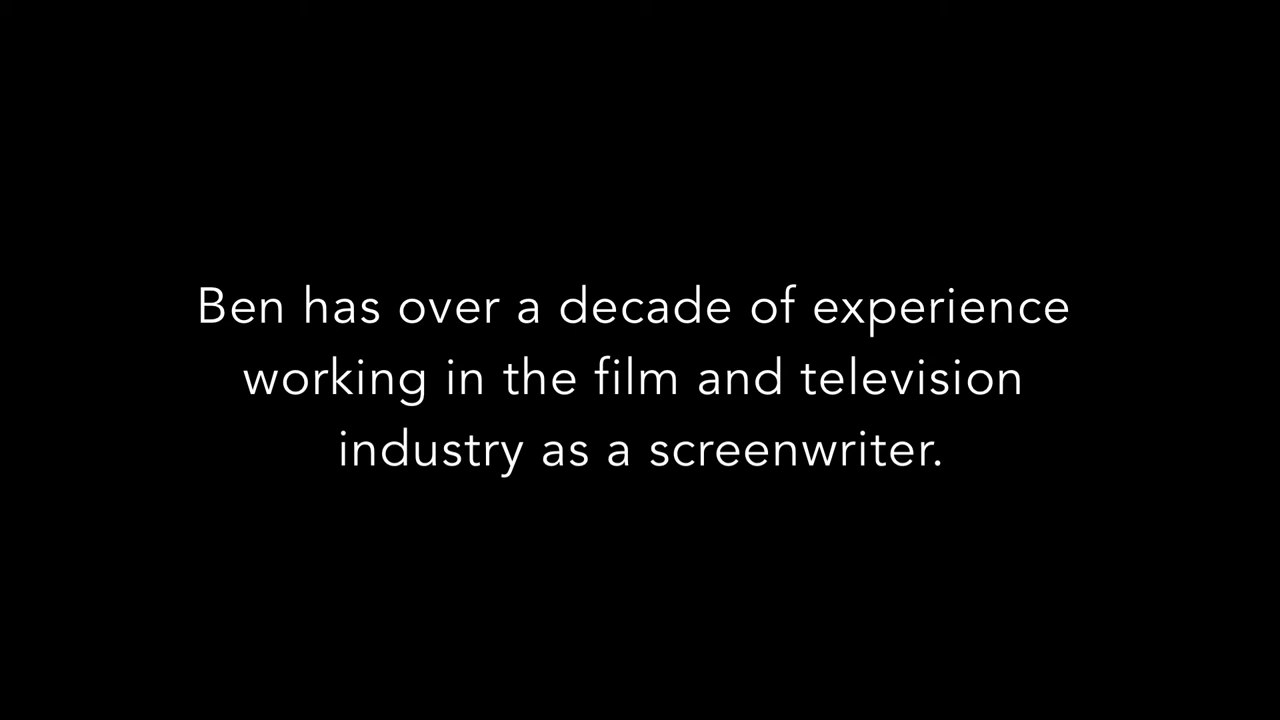 Ben has over a decade of experience
working in the film and television
industry as a screenwriter.